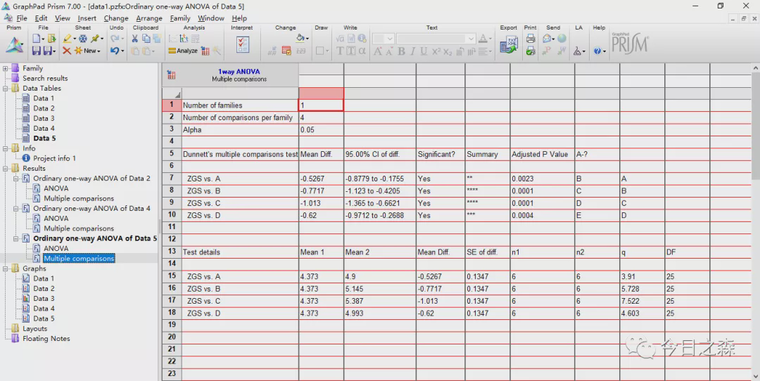 GraphPad Prism 7.00 - [data1.pzfx:Ordinary one-way ANOVA of Data 5]
File Edit View Insert Change Arrange Family Window Help
Prism File Sheet Undo Clipboard Analysis Interpret Change Draw Write Text Export Print Send LA Help
Analyze
New
PRISM
Family
Search results
Data Tables
Data 1
Data 2
Data 3
Data 4
Data 5
Info
Project info 1
Results
Ordinary one-way ANOVA of Data 2
ANOVA
Multiple comparisons
Ordinary one-way ANOVA of Data 4
ANOVA
Multiple comparisons
Ordinary one-way ANOVA of Data 5
ANOVA
Multiple comparisons
Graphs
Data 1
Data 2
Data 3
Data 4
Data 5
Layouts
Floating Notes
1way ANOVA
Multiple comparisons
1 Number of families 1
2 Number of comparisons per family 4
3 Alpha 0.05
4
5 Dunnett's multiple comparisons test Mean Diff. 95.00% CI of diff. Significant? Summary Adjusted P Value A-?
6
7 ZGS vs. A -0.5267 -0.8779 to -0.1755 Yes ** 0.0023 B A
8 ZGS vs. B -0.7717 -1.123 to -0.4205 Yes **** 0.0001 C B
9 ZGS vs. C -1.013 -1.365 to -0.6621 Yes **** 0.0001 D C
10 ZGS vs. D -0.62 -0.9712 to -0.2688 Yes *** 0.0004 E D
11
12
13 Test details Mean 1 Mean 2 Mean Diff. SE of diff. n1 n2 q DF
14
15 ZGS vs. A 4.373 4.9 -0.5267 0.1347 6 6 3.91 25
16 ZGS vs. B 4.373 5.145 -0.7717 0.1347 6 6 5.728 25
17 ZGS vs. C 4.373 5.387 -1.013 0.1347 6 6 7.522 25
18 ZGS vs. D 4.373 4.993 -0.62 0.1347 6 6 4.603 25
19
20
21
22
23
今日之森